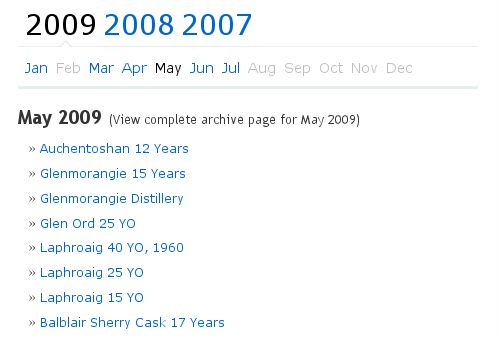 2009 2008 2007
Jan Feb Mar Apr May Jun Jul Aug Sep Oct Nov Dec
May 2009 (View complete archive page for May 2009)
» Auchentoshan 12 Years
» Glenmorangie 15 Years
» Glenmorangie Distillery
» Glen Ord 25 YO
» Laphroaig 40 YO, 1960
» Laphroaig 25 YO
» Laphroaig 15 YO
» Balblair Sherry Cask 17 Years